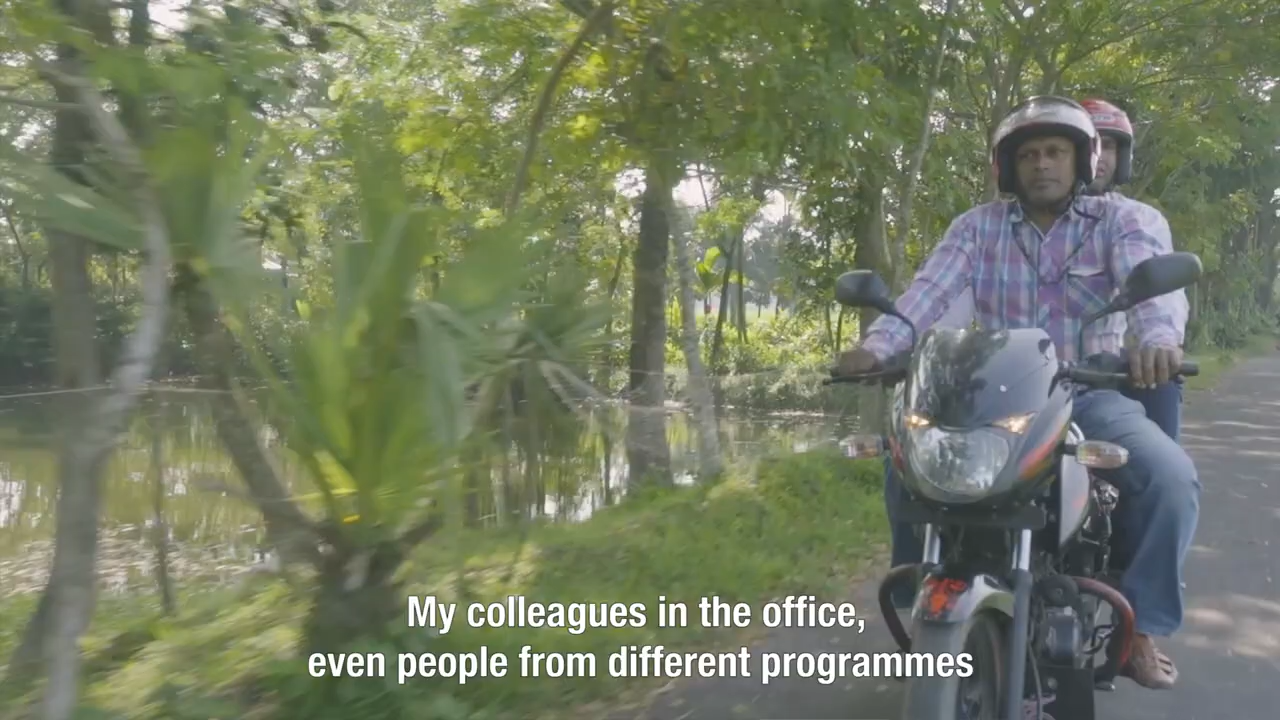 My colleagues in the office,
even people from different programmes